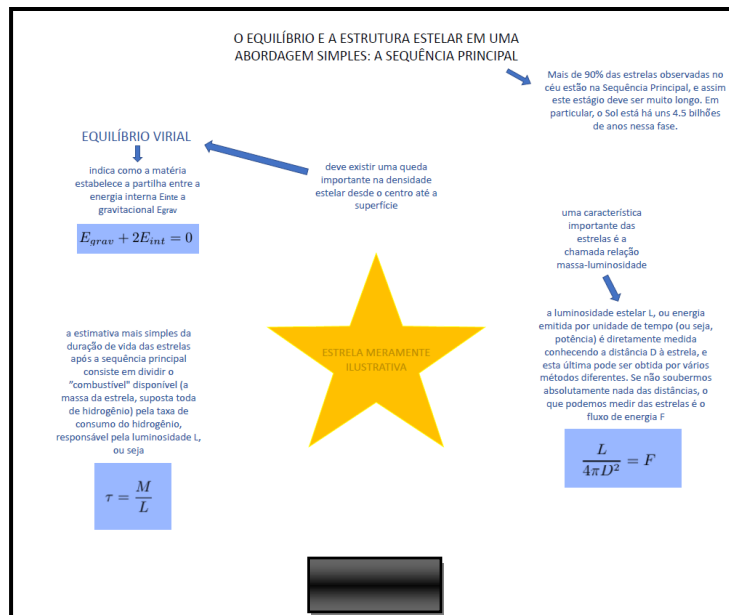 O EQUILÍBRIO E A ESTRUTURA ESTELAR EM UMA
ABORDAGEM SIMPLES: A SEQUÊNCIA PRINCIPAL
Mais de 90% das estrelas observadas no
céu estão na Sequência Principal, e assim
este estágio deve ser muito longo. Em
particular, o Sol está há uns 4.5 bilhões
de anos nessa fase.
EQUILÍBRIO VIRIAL
indica como a matéria
estabelece a partilha entre a
energia interna Einte a
gravitacional Egrav
E_{grav} + 2E_{int} = 0
deve existir uma queda
importante na densidade
estelar desde o centro até a
superfície
uma característica
importante das
estrelas é a
chamada relação
massa-luminosidade
a luminosidade estelar L, ou energia
emitida por unidade de tempo (ou seja,
potência) é diretamente medida
conhecendo a distância D à estrela, e
esta última pode ser obtida por vários
métodos diferentes. Se não soubermos
absolutamente nada das distâncias, o
que podemos medir das estrelas é o
fluxo de energia F
L / 4πD² = F
ESTRELA MERAMENTE
ILUSTRATIVA
a estimativa mais simples da
duração de vida das estrelas
após a sequência principal
consiste em dividir o
"combustível" disponível (a
massa da estrela, suposta toda
de hidrogênio) pela taxa de
consumo do hidrogênio,
responsável pela luminosidade L,
ou seja
τ = M / L